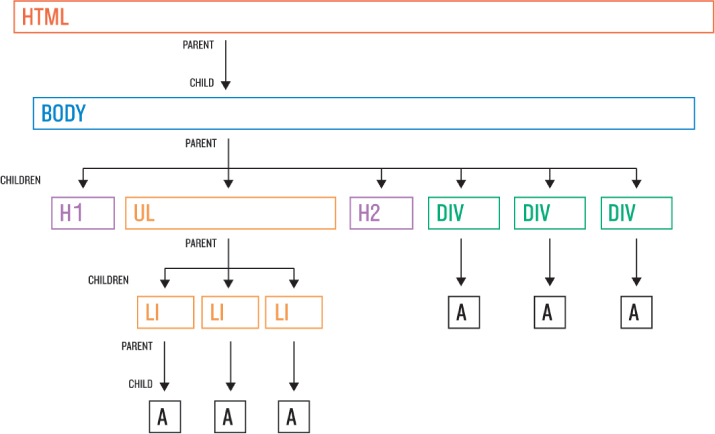 HTML
PARENT
CHILD
BODY
PARENT
CHILDREN
H1 UL H2 DIV DIV DIV
PARENT
CHILDREN
LI LI LI A A A
PARENT
CHILD
A A A